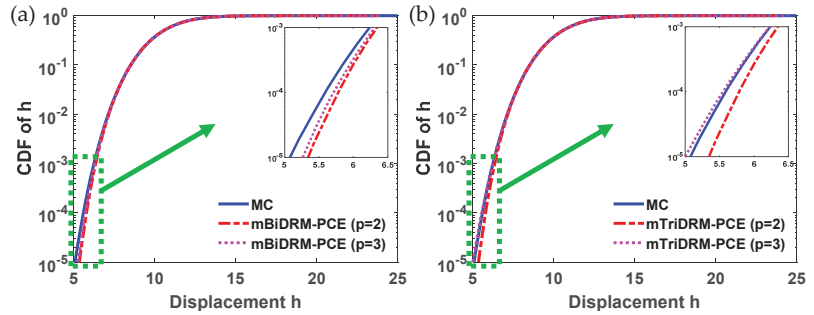 (a)
CDF of h
10^0
10^-1
10^-2
10^-3
10^-4
10^-5
10^-3
10^-4
10^-5
5 5.5 6 6.5
MC
mBiDRM-PCE (p=2)
mBiDRM-PCE (p=3)
5 10 15 20 25
Displacement h
(b)
CDF of h
10^0
10^-1
10^-2
10^-3
10^-4
10^-5
10^-3
10^-4
10^-5
5 5.5 6 6.5
MC
mTriDRM-PCE (p=2)
mTriDRM-PCE (p=3)
5 10 15 20 25
Displacement h